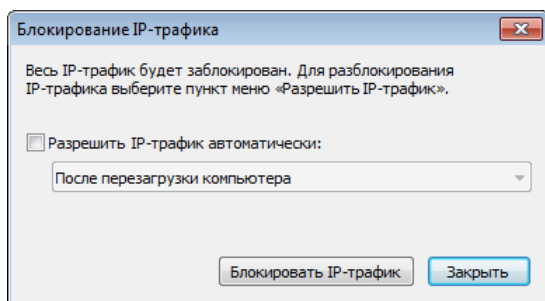 Блокирование IP-трафика
Весь IP-трафик будет заблокирован. Для разблокирования
IP-трафика выберите пункт меню «Разрешить IP-трафик».
Разрешить IP-трафик автоматически:
После перезагрузки компьютера
Блокировать IP-трафик Закрыть